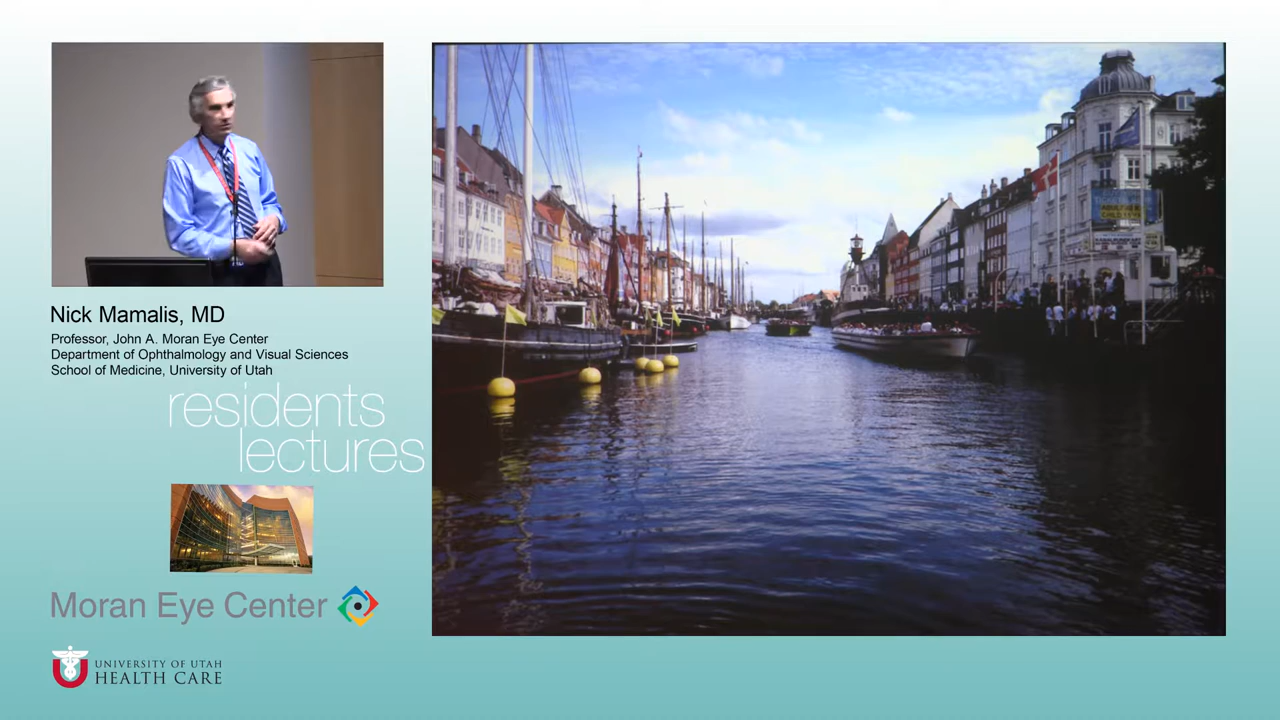 Nick Mamalis, MD
Professor, John A. Moran Eye Center
Department of Ophthalmology and Visual Sciences
School of Medicine, University of Utah
residents
lectures
Moran Eye Center
UNIVERSITY OF UTAH
HEALTH CARE